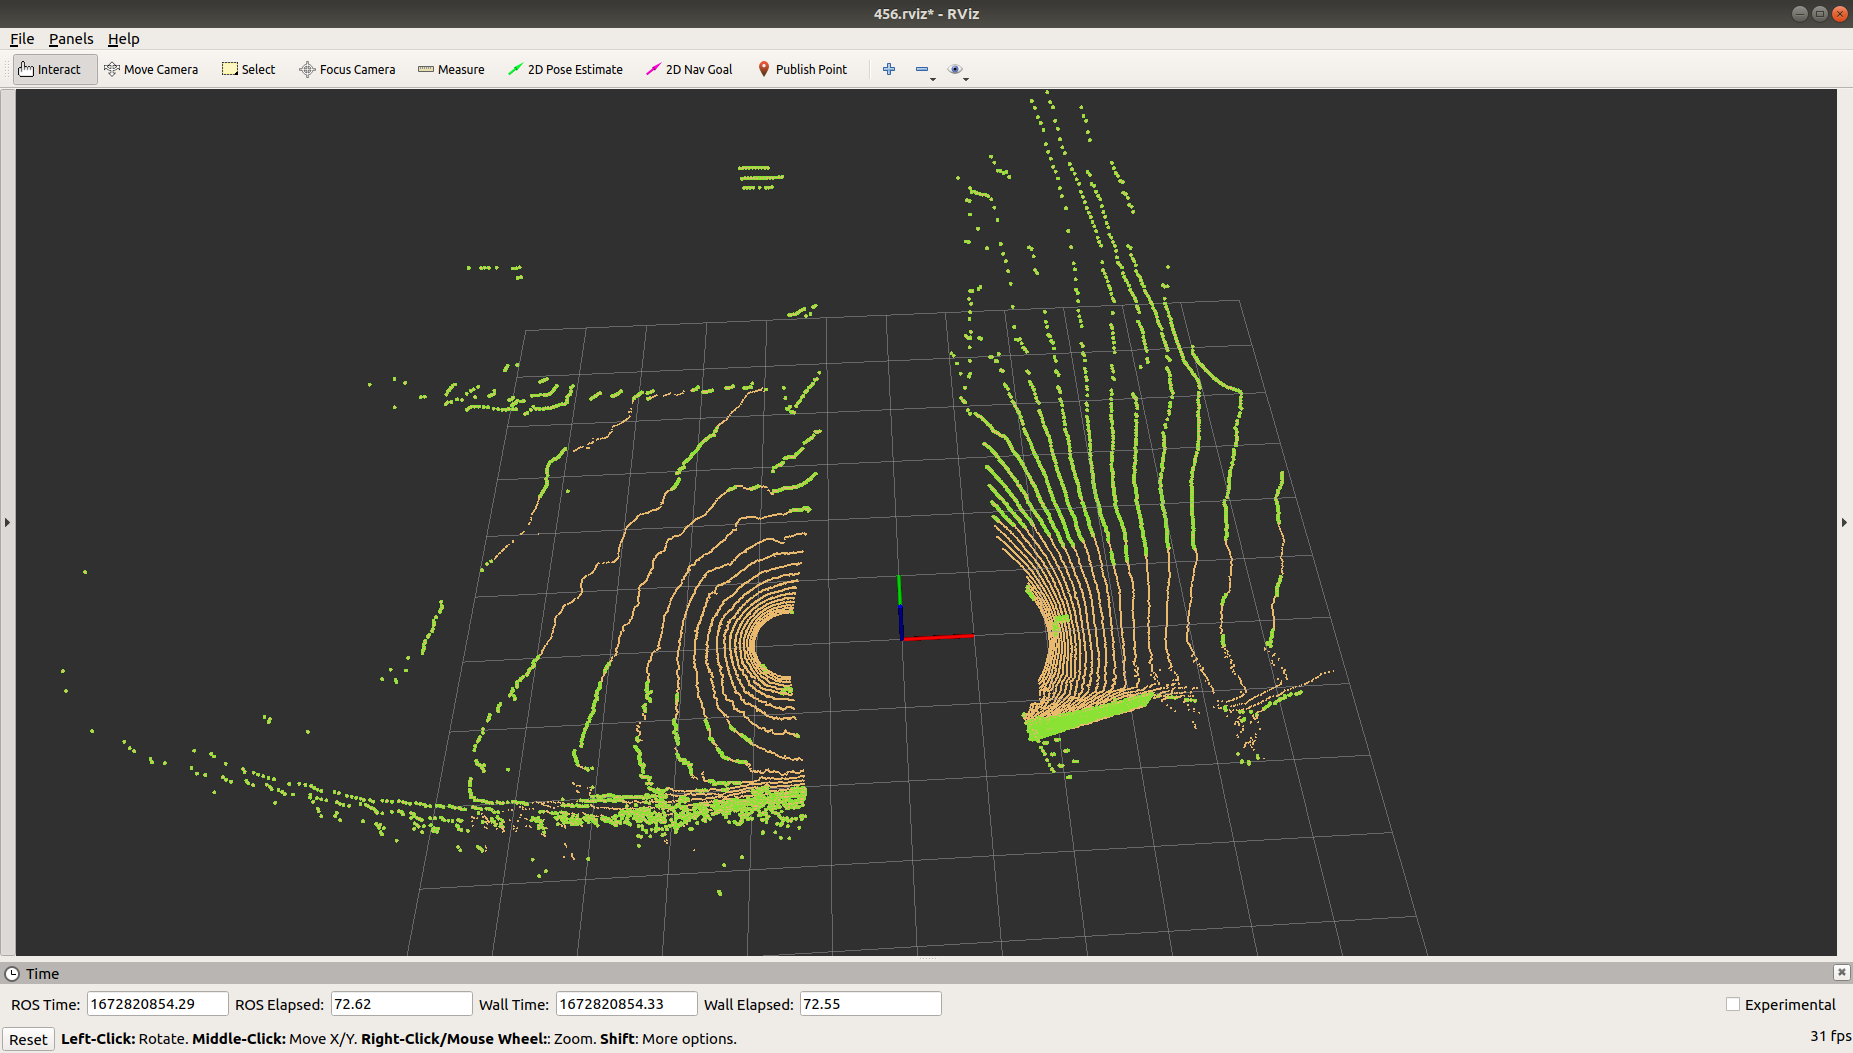 456.rviz* - RViz
File Panels Help
Interact Move Camera Select Focus Camera Measure 2D Pose Estimate 2D Nav Goal Publish Point
Time
ROS Time: 1672820854.29 ROS Elapsed: 72.62 Wall Time: 1672820854.33 Wall Elapsed: 72.55 Experimental
Reset Left-Click: Rotate. Middle-Click: Move X/Y. Right-Click/Mouse Wheel:: Zoom. Shift: More options. 31 fps